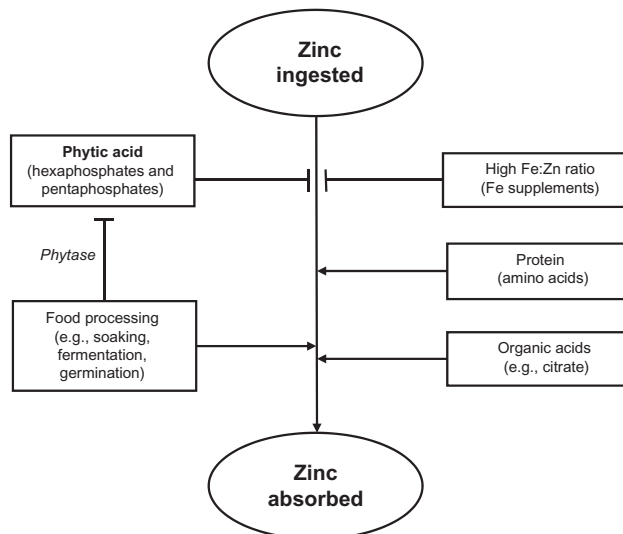 Zinc
ingested
Phytic acid
(hexaphosphates and
pentaphosphates)
High Fe:Zn ratio
(Fe supplements)
Phytase
Protein
(amino acids)
Food processing
(e.g., soaking,
fermentation,
germination)
Organic acids
(e.g., citrate)
Zinc
absorbed